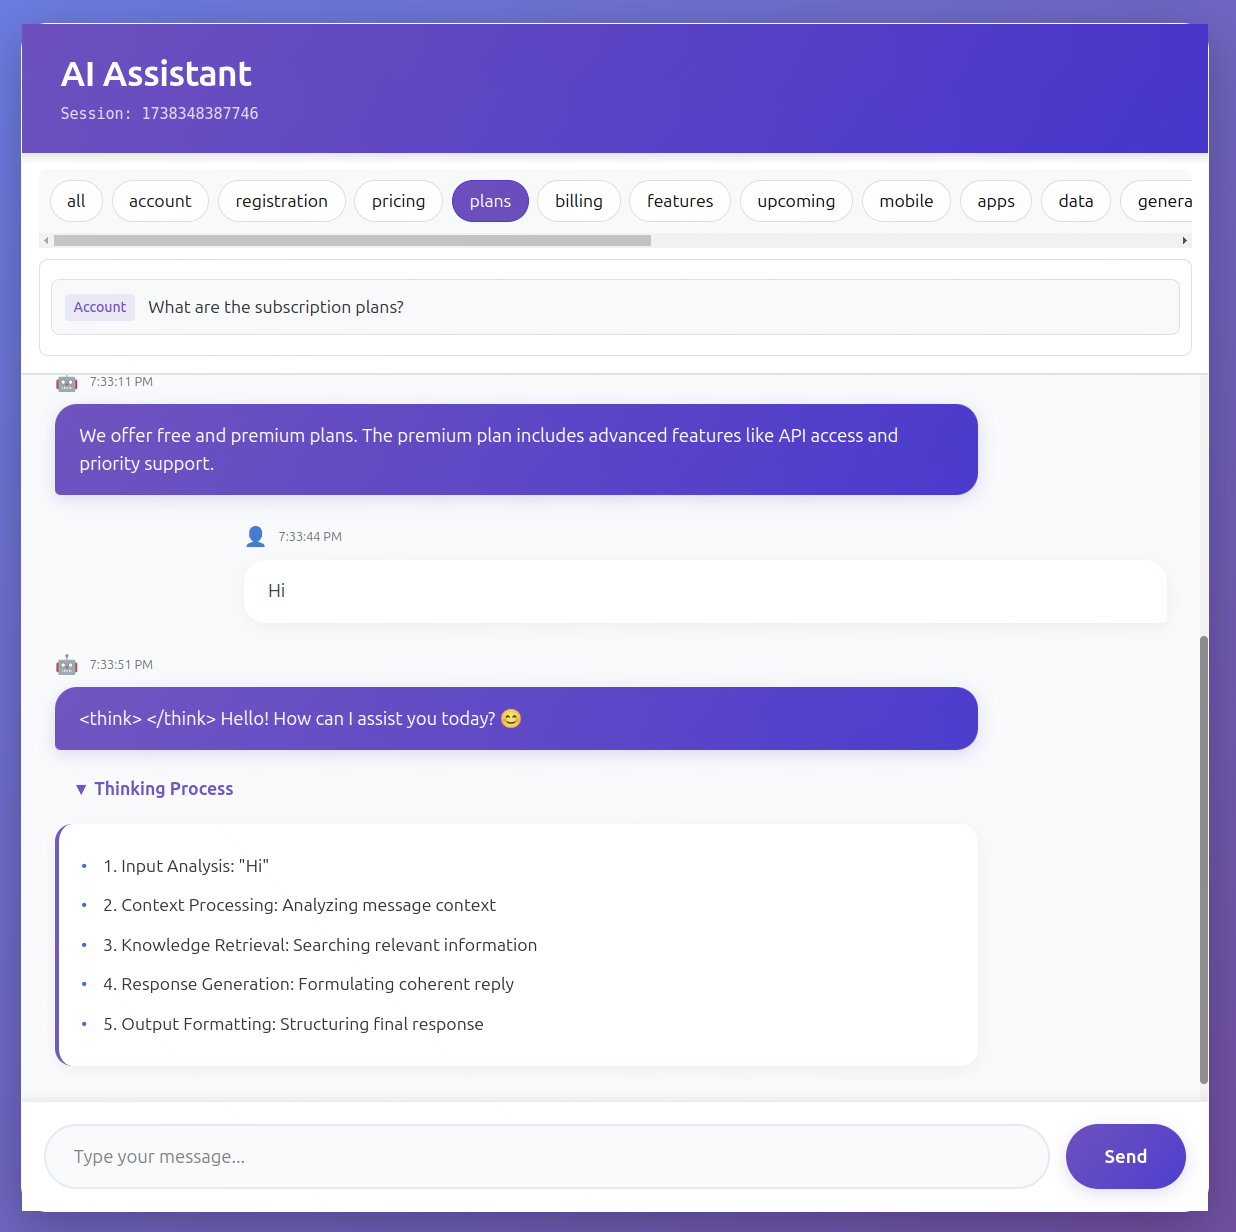 AI Assistant
Session: 1738348387746
all account registration pricing plans billing features upcoming mobile apps data genera
Account What are the subscription plans?
7:33:11 PM
We offer free and premium plans. The premium plan includes advanced features like API access and
priority support.
7:33:44 PM
Hi
7:33:51 PM
<think> </think> Hello! How can I assist you today? 😊
▼ Thinking Process
• 1. Input Analysis: "Hi"
• 2. Context Processing: Analyzing message context
• 3. Knowledge Retrieval: Searching relevant information
• 4. Response Generation: Formulating coherent reply
• 5. Output Formatting: Structuring final response
Type your message...
Send